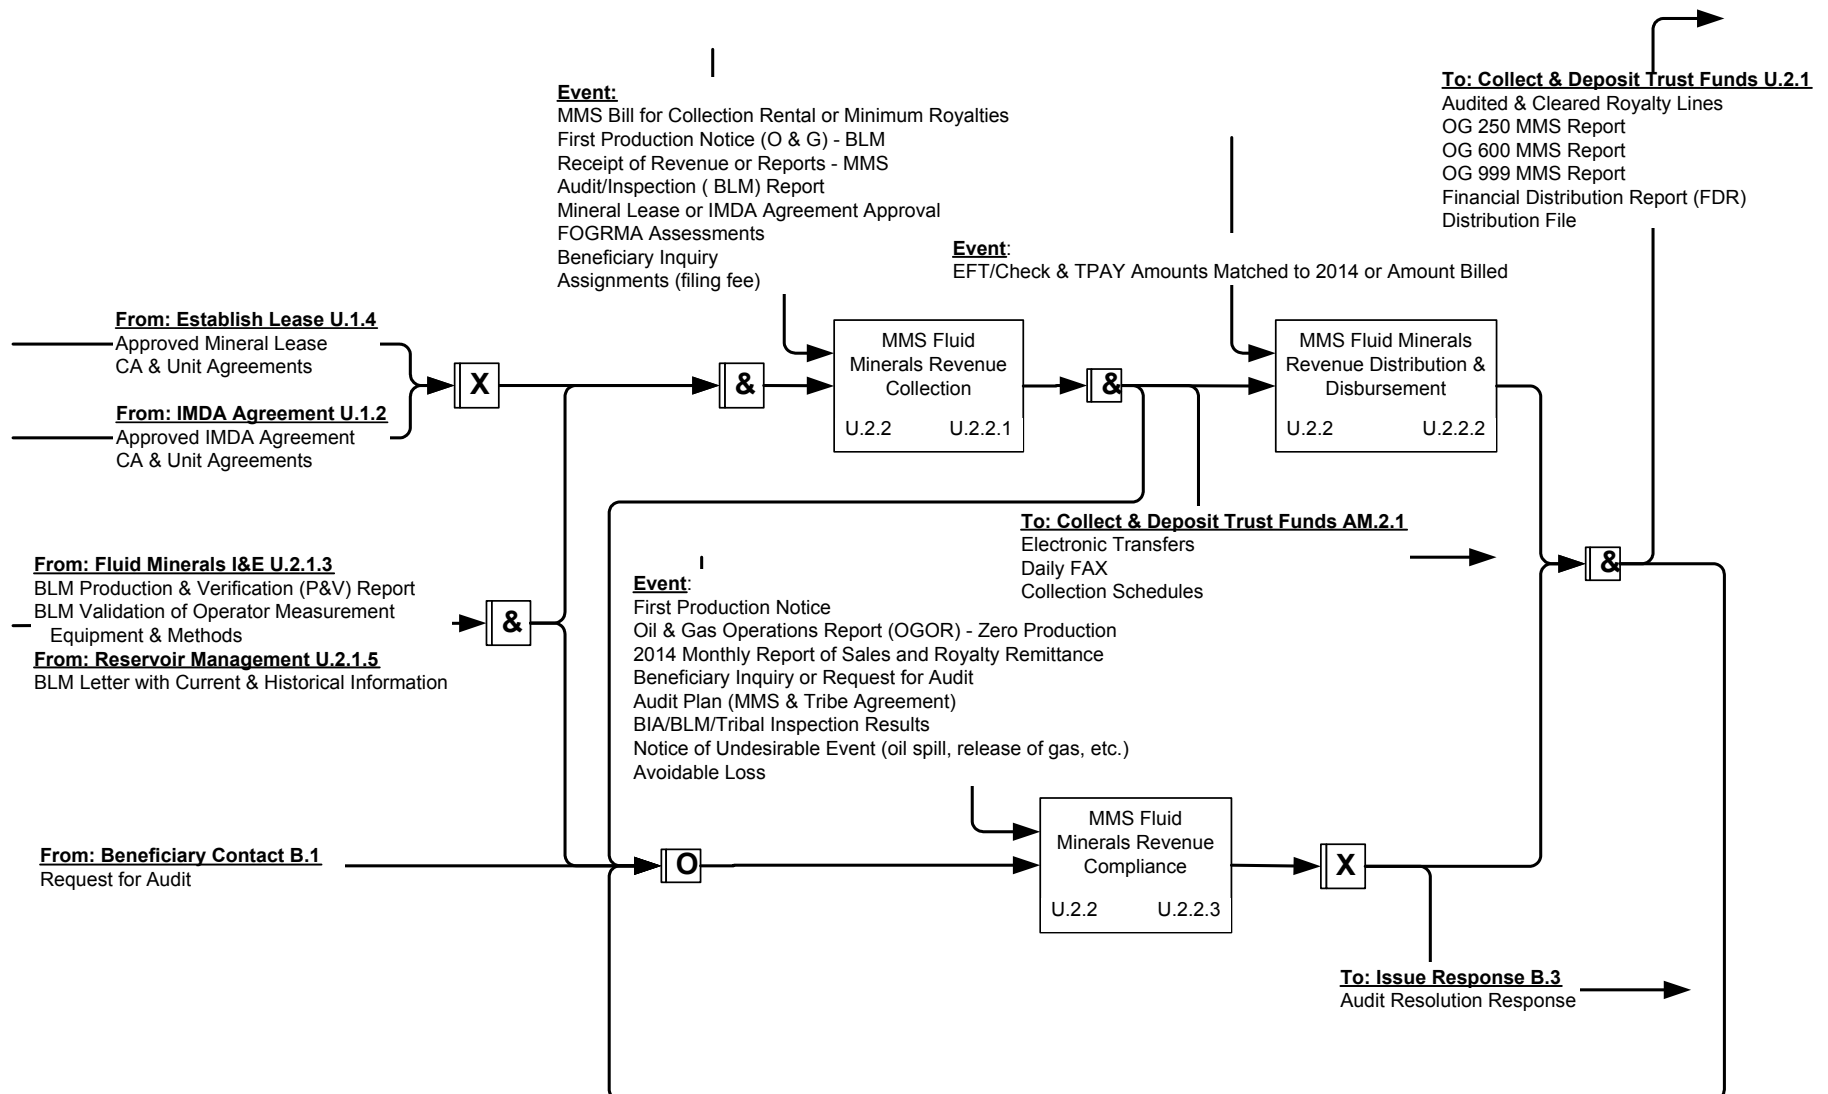 To: Collect & Deposit Trust Funds U.2.1
Audited & Cleared Royalty Lines
OG 250 MMS Report
OG 600 MMS Report
OG 999 MMS Report
Financial Distribution Report (FDR)
Distribution File
Event:
MMS Bill for Collection Rental or Minimum Royalties
First Production Notice (O & G) - BLM
Receipt of Revenue or Reports - MMS
Audit/Inspection ( BLM) Report
Mineral Lease or IMDA Agreement Approval
FOGRMA Assessments
Beneficiary Inquiry
Assignments (filing fee)
Event:
EFT/Check & TPAY Amounts Matched to 2014 or Amount Billed
From: Establish Lease U.1.4
Approved Mineral Lease
CA & Unit Agreements
From: IMDA Agreement U.1.2
Approved IMDA Agreement
CA & Unit Agreements
X
&
MMS Fluid
Minerals Revenue
Collection
U.2.2 U.2.2.1
&
MMS Fluid Minerals
Revenue Distribution &
Disbursement
U.2.2 U.2.2.2
To: Collect & Deposit Trust Funds AM.2.1
Electronic Transfers
Daily FAX
Collection Schedules
&
From: Fluid Minerals I&E U.2.1.3
BLM Production & Verification (P&V) Report
BLM Validation of Operator Measurement
Equipment & Methods
From: Reservoir Management U.2.1.5
BLM Letter with Current & Historical Information
&
Event:
First Production Notice
Oil & Gas Operations Report (OGOR) - Zero Production
2014 Monthly Report of Sales and Royalty Remittance
Beneficiary Inquiry or Request for Audit
Audit Plan (MMS & Tribe Agreement)
BIA/BLM/Tribal Inspection Results
Notice of Undesirable Event (oil spill, release of gas, etc.)
Avoidable Loss
From: Beneficiary Contact B.1
Request for Audit
O
MMS Fluid
Minerals Revenue
Compliance
U.2.2 U.2.2.3
X
To: Issue Response B.3
Audit Resolution Response